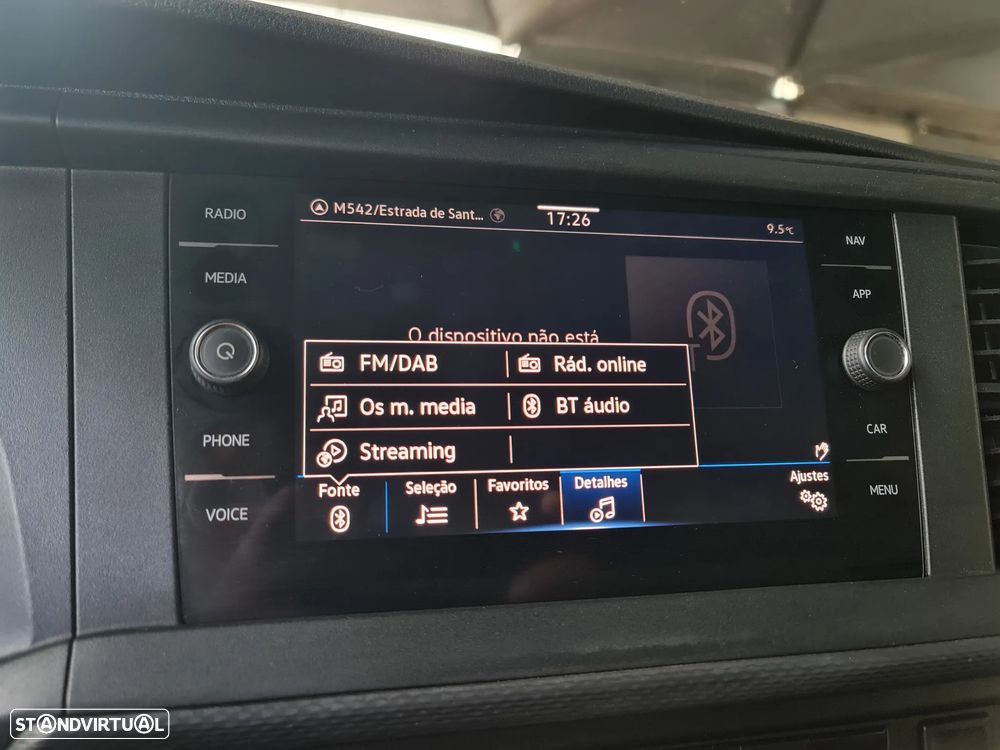 RADIO
MEDIA
PHONE
VOICE
M542/Estrada de Sant...
17:26
9.5°C
O dispositivo não está
FM/DAB
Rád. online
Os m. media
BT áudio
Streaming
Fonte
Seleção
Favoritos
Detalhes
Ajustes
NAV
APP
CAR
MENU
STANDVIRTUAL